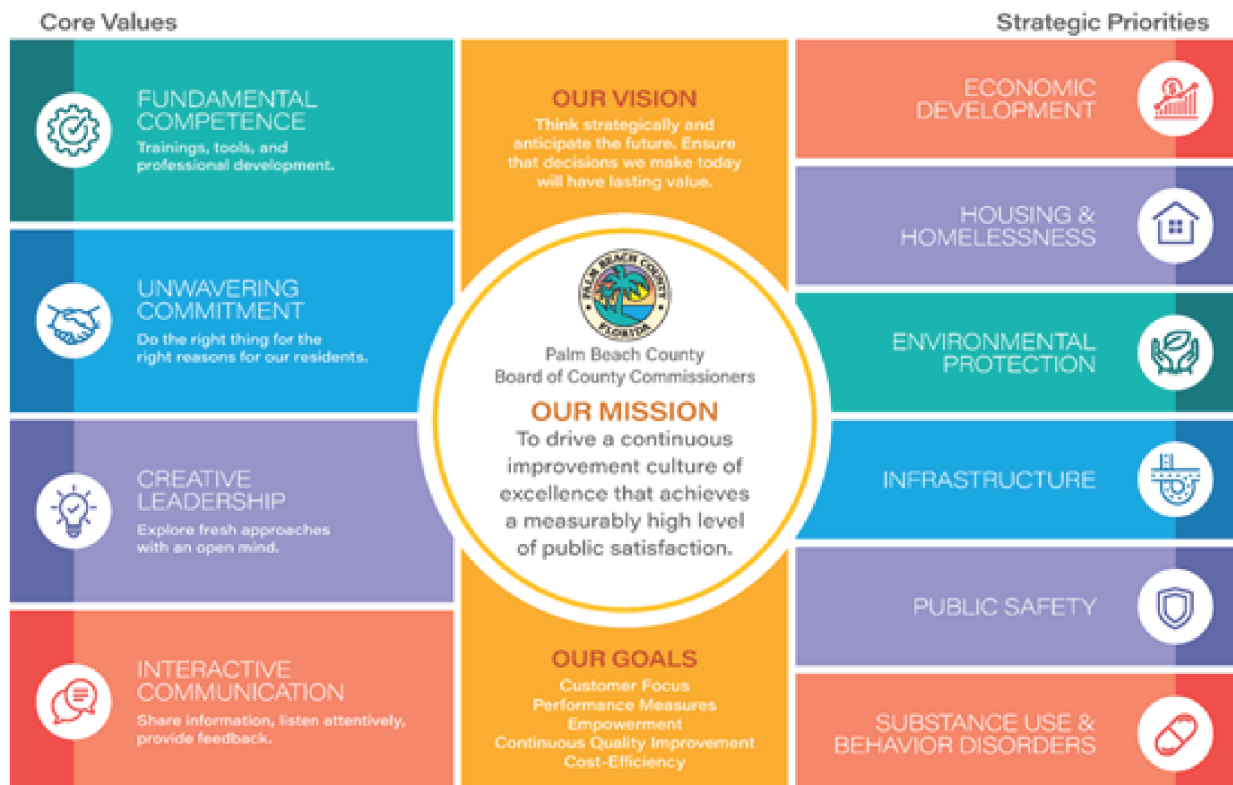 Core Values
FUNDAMENTAL
COMPETENCE
Trainings, tools, and
professional development.
UNWAVERING
COMMITMENT
Do the right thing for the
right reasons for our residents.
CREATIVE
LEADERSHIP
Explore fresh approaches
with an open mind.
INTERACTIVE
COMMUNICATION
Share information, listen attentively,
provide feedback.
OUR VISION
Think strategically and
anticipate the future. Ensure
that decisions we make today
will have lasting value.
PALM BEACH COUNTY
FLORIDA
Palm Beach County
Board of County Commissioners
OUR MISSION
To drive a continuous
improvement culture of
excellence that achieves
a measurably high level
of public satisfaction.
OUR GOALS
Customer Focus
Performance Measures
Empowerment
Continuous Quality Improvement
Cost-Efficiency
Strategic Priorities
ECONOMIC
DEVELOPMENT
HOUSING &
HOMELESSNESS
ENVIRONMENTAL
PROTECTION
INFRASTRUCTURE
PUBLIC SAFETY
SUBSTANCE USE &
BEHAVIOR DISORDERS